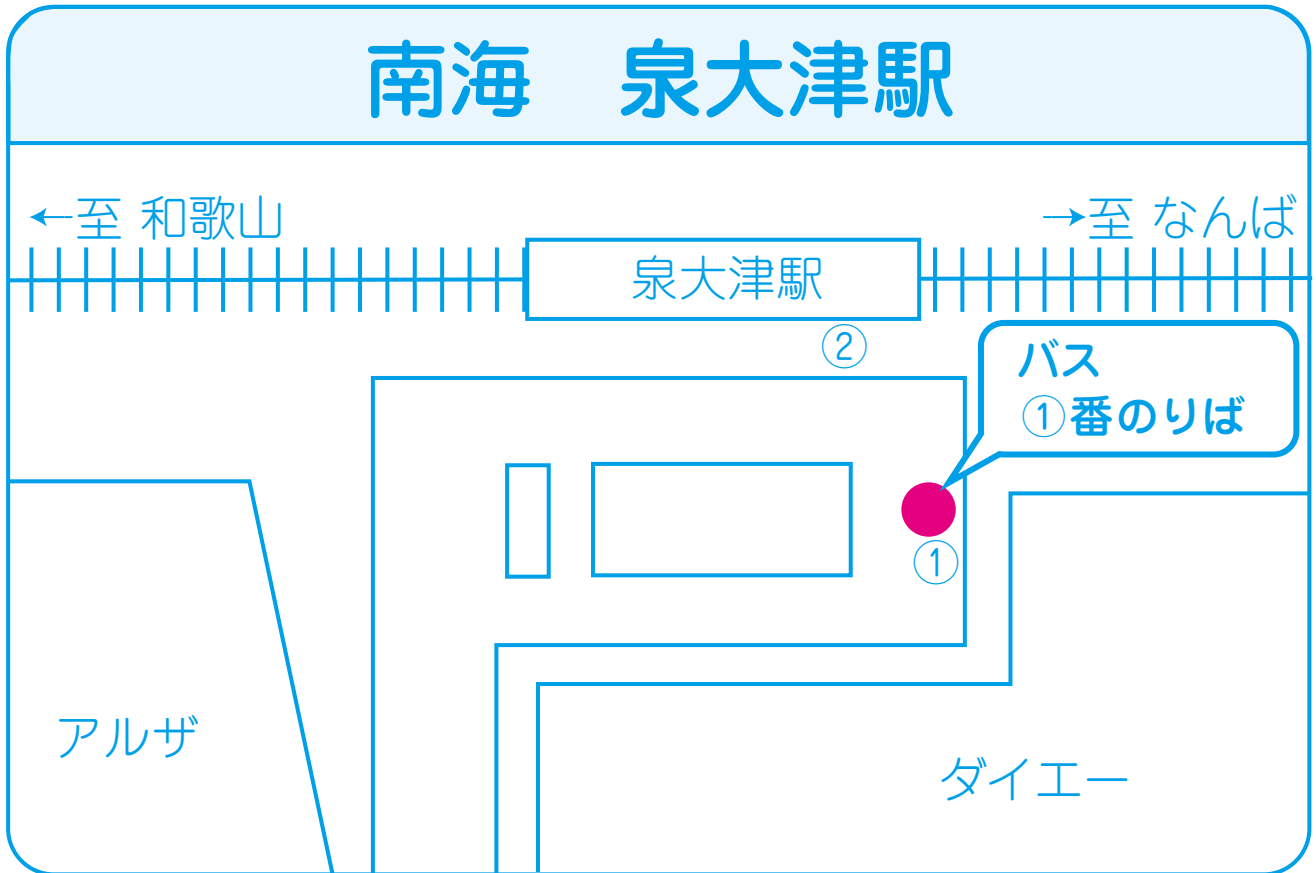 南海　泉大津駅
←至 和歌山
→至 なんば
泉大津駅
②
バス
①番のりば
①
アルザ
ダイエー